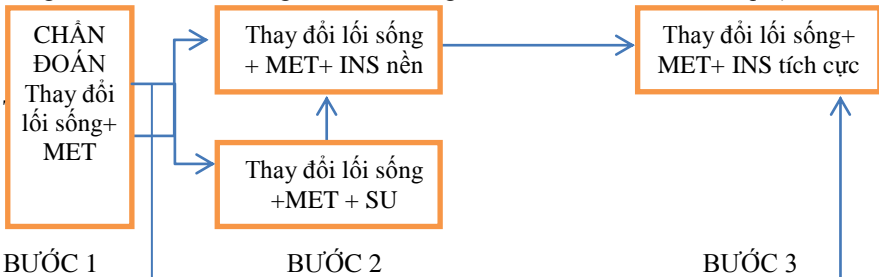 CHẨN
ĐOÁN
Thay đổi
lối sống+
MET
Thay đổi lối sống
+ MET+ INS nền
Thay đổi lối sống+
MET+ INS tích cực
Thay đổi lối sống
+MET + SU
BƯỚC 1
BƯỚC 2
BƯỚC 3